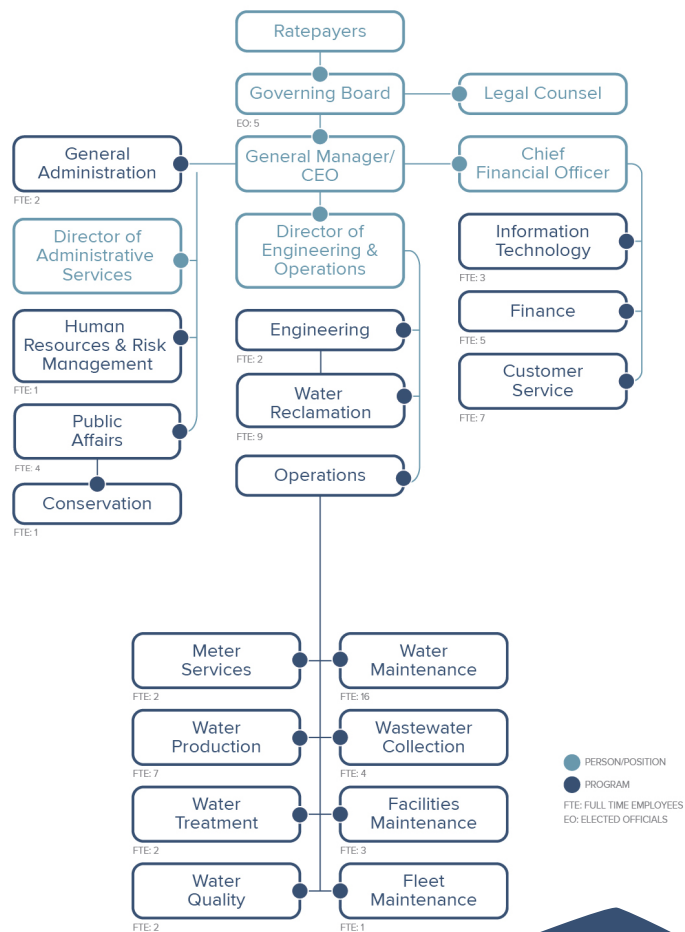 Ratepayers
Governing Board
Legal Counsel
EO: 5
General
Administration
FTE: 2
General Manager/
CEO
Chief
Financial Officer
Director of
Administrative
Services
Director of
Engineering &
Operations
Information
Technology
FTE: 3
Human
Resources & Risk
Management
FTE: 1
Engineering
FTE: 2
Finance
FTE: 5
Water
Reclamation
FTE: 9
Customer
Service
FTE: 7
Public
Affairs
FTE: 4
Operations
Conservation
FTE: 1
Meter
Services
FTE: 2
Water
Maintenance
FTE: 16
Water
Production
FTE: 7
Wastewater
Collection
FTE: 4
Water
Treatment
FTE: 2
Facilities
Maintenance
FTE: 3
Water
Quality
FTE: 2
Fleet
Maintenance
FTE: 1
PERSON/POSITION
PROGRAM
FTE: FULL TIME EMPLOYEES
EO: ELECTED OFFICIALS